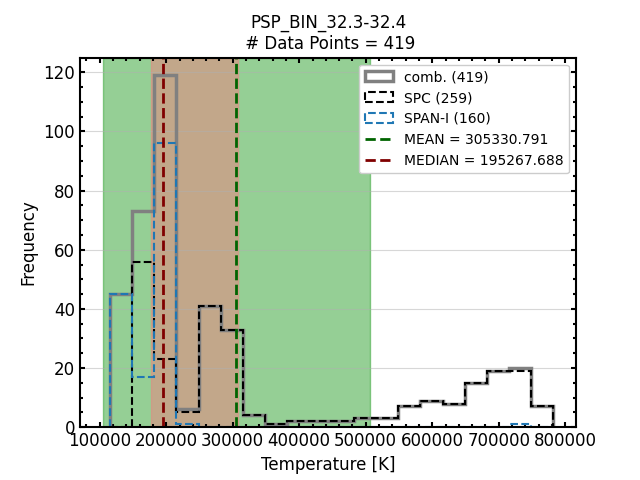 PSP_BIN_32.3-32.4
# Data Points = 419
comb. (419)
SPC (259)
SPAN-I (160)
MEAN = 305330.791
MEDIAN = 195267.688
Frequency
120
100
80
60
40
20
0
100000 200000 300000 400000 500000 600000 700000 800000
Temperature [K]